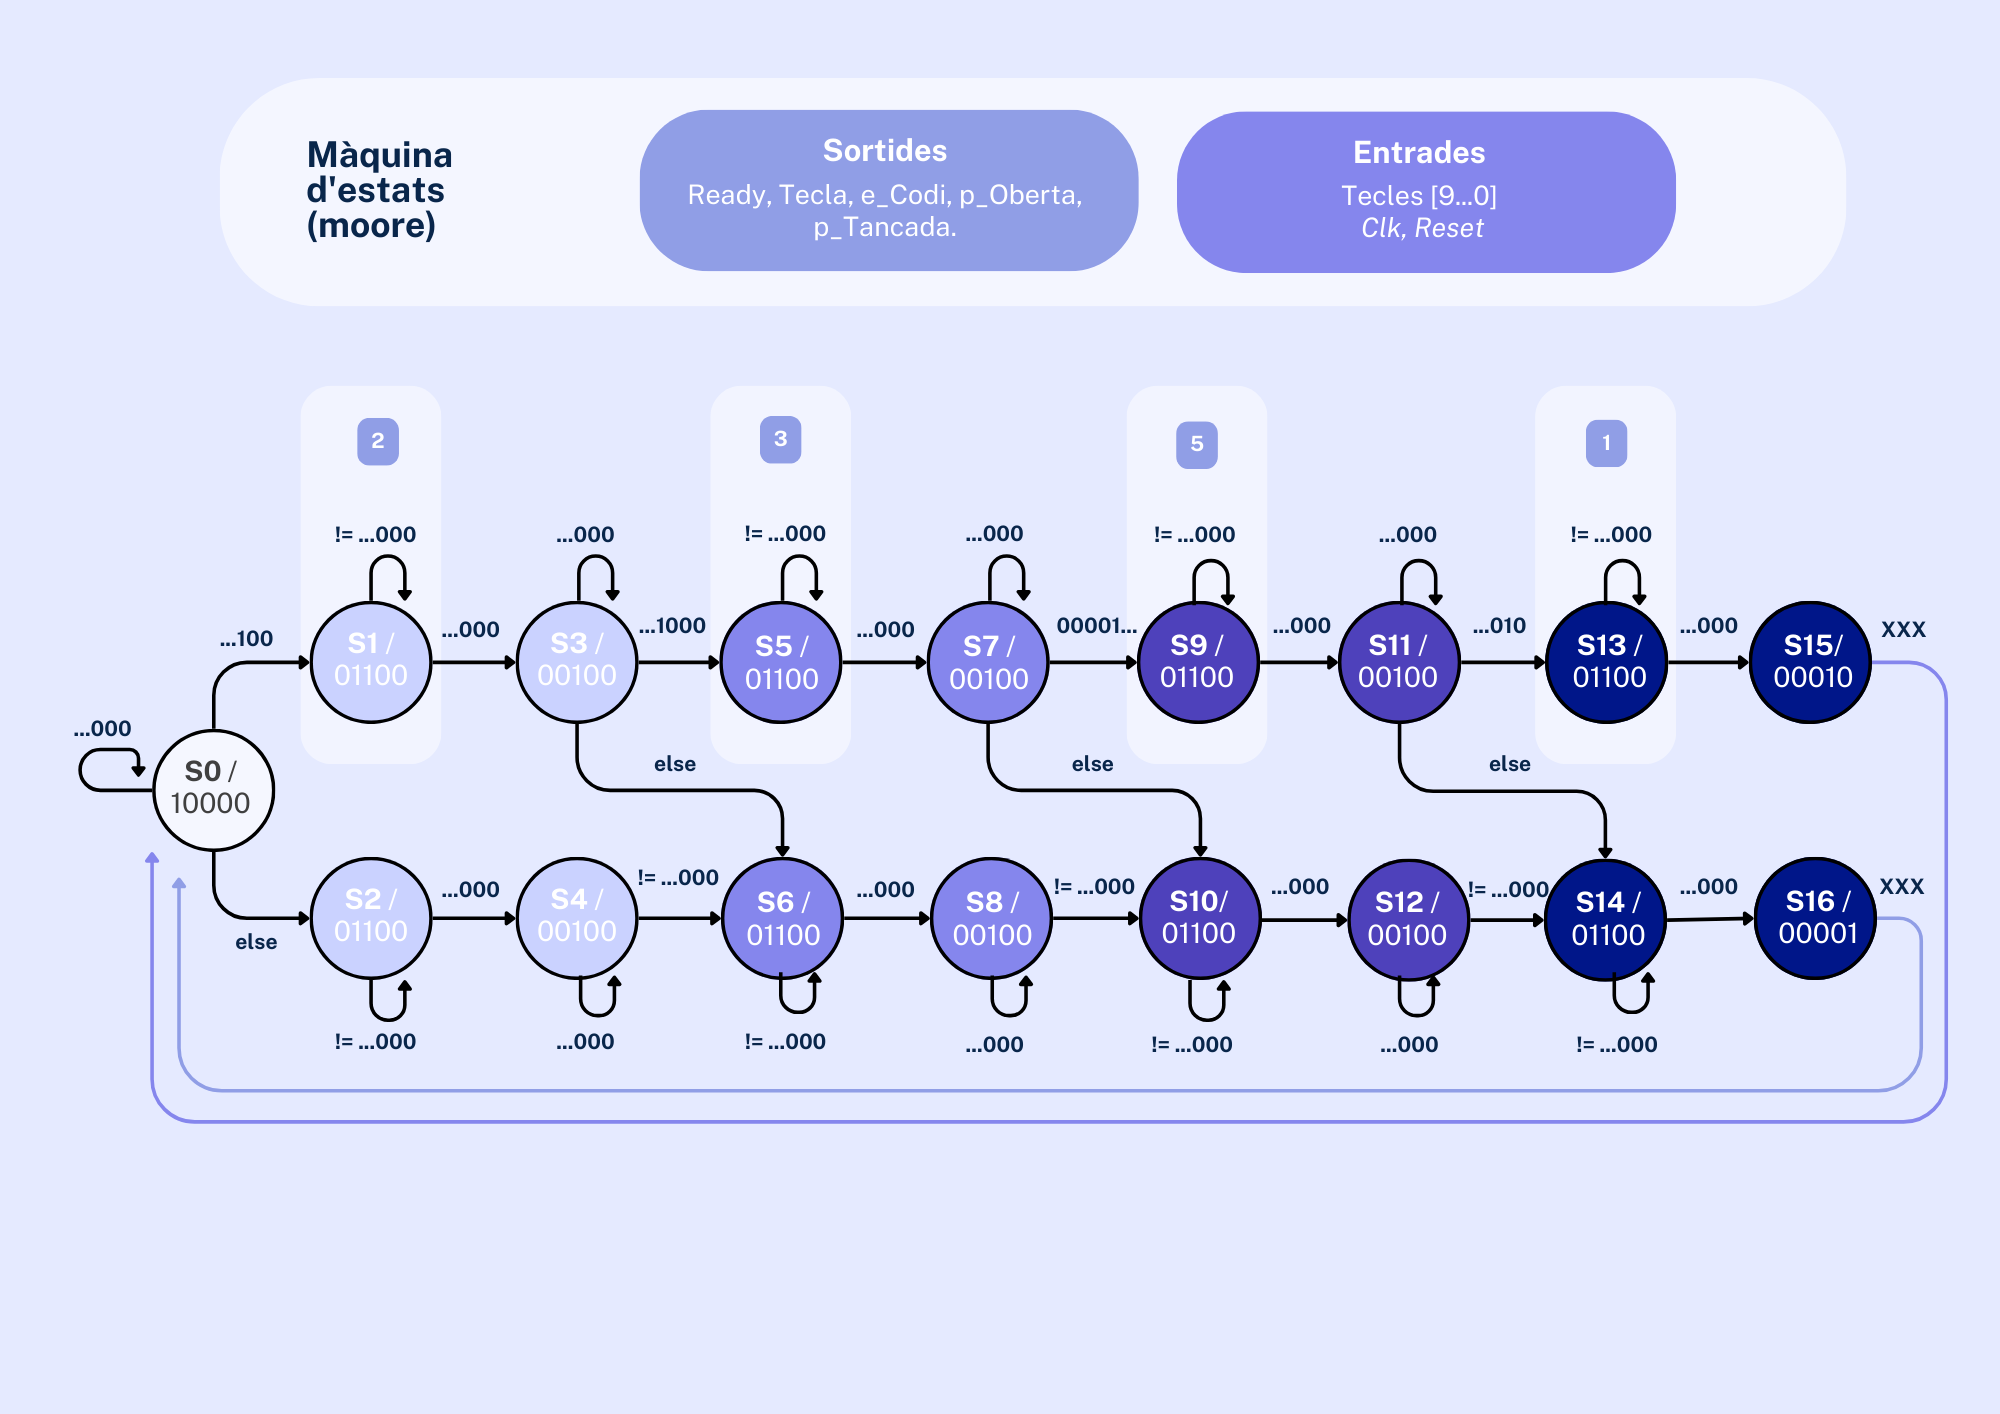 Màquina
d'estats
(moore)
Sortides
Ready, Tecla, e_Codi, p_Oberta,
p_Tancada.
Entrades
Tecles [9...0]
Clk, Reset
2
3
5
1
!= ...000
...000
!= ...000
...000
!= ...000
...000
!= ...000
...100
S1 /
01100
...000
S3 /
00100
...1000
S5 /
01100
...000
S7 /
00100
00001...
S9 /
01100
...000
S11 /
00100
...010
S13 /
01100
...000
S15/
00010
XXX
...000
S0 /
10000
else
else
else
else
S2 /
01100
...000
S4 /
00100
!= ...000
S6 /
01100
...000
S8 /
00100
!= ...000
S10/
01100
...000
S12 /
00100
!= ...000
S14 /
01100
...000
S16 /
00001
XXX
!= ...000
...000
!= ...000
...000
!= ...000
...000
!= ...000